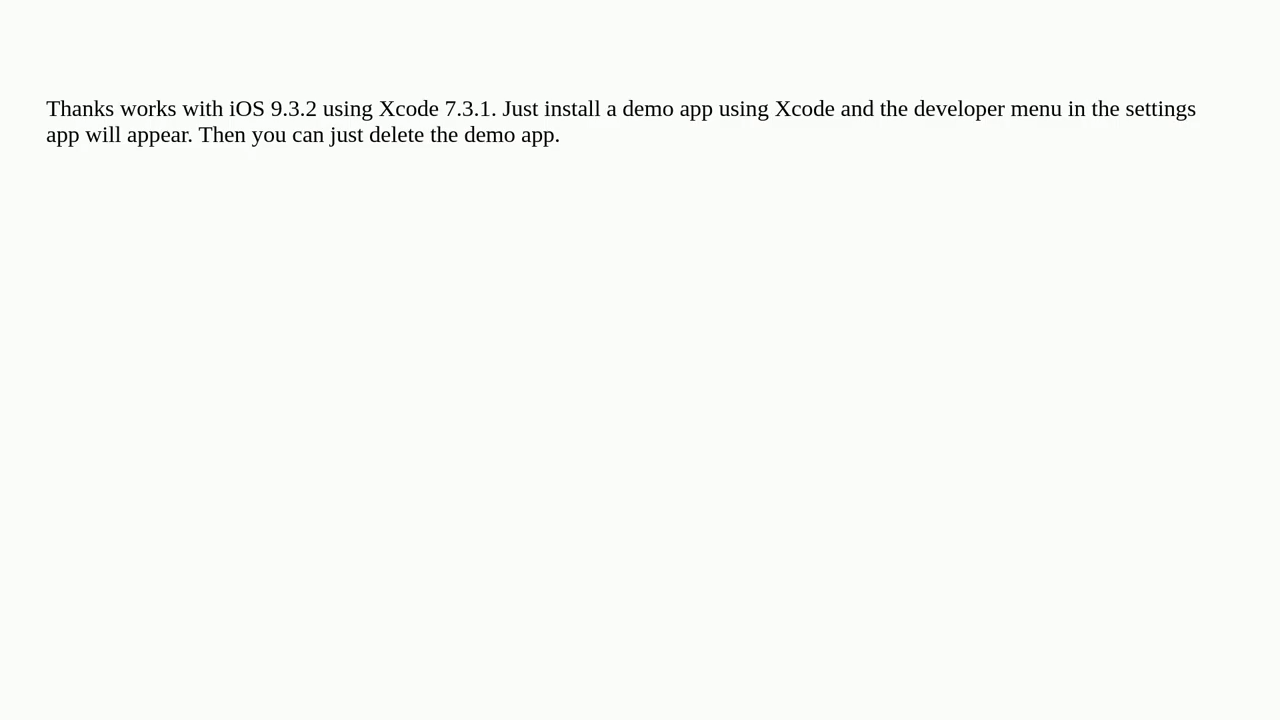 Thanks works with iOS 9.3.2 using Xcode 7.3.1. Just install a demo app using Xcode and the developer menu in the settings
app will appear. Then you can just delete the demo app.